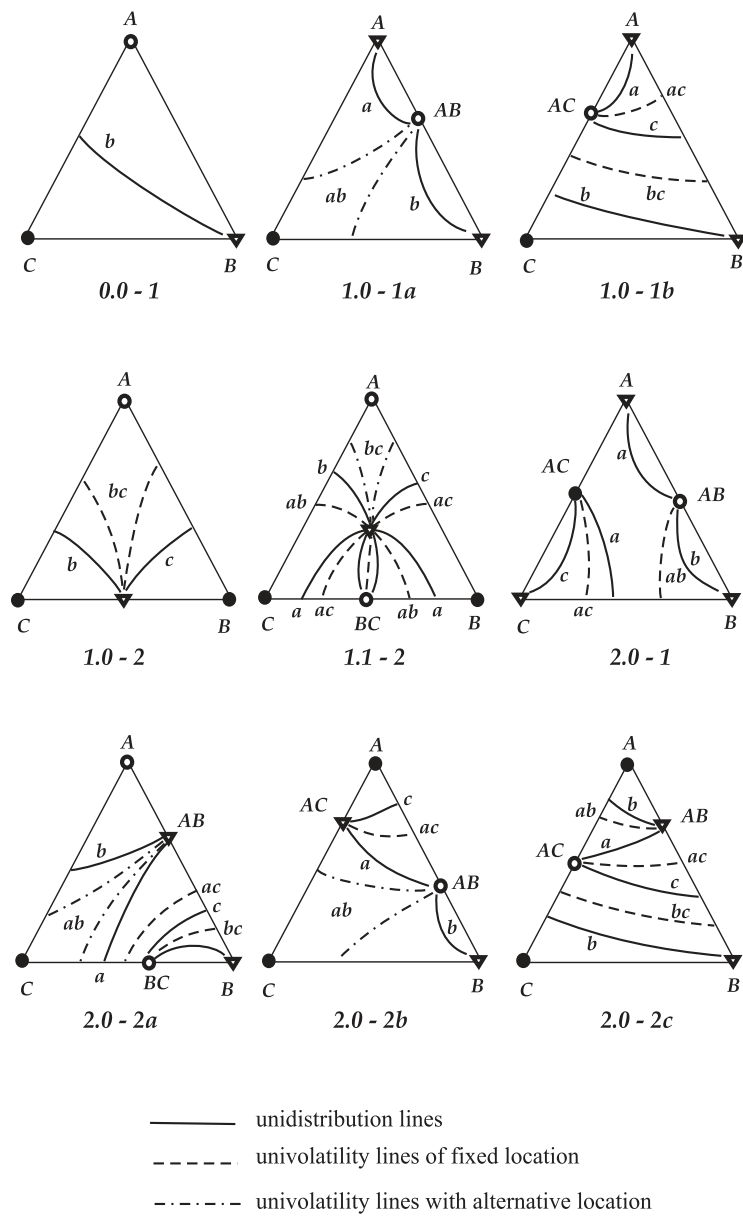 A
b
C
B
0.0 - 1
A
a
AB
ab
b
C
B
1.0 - 1a
A
a
ac
AC
c
bc
b
C
B
1.0 - 1b
A
bc
b
c
C
B
1.0 - 2
A
bc
b
c
ab
ac
C
a
ac
BC
ab
a
B
1.1 - 2
A
a
AC
AB
a
c
ab
b
ac
C
B
2.0 - 1
A
AB
b
ac
c
ab
bc
C
a
BC
B
2.0 - 2a
A
AC
c
ac
a
AB
ab
b
C
B
2.0 - 2b
A
ab
b
AB
a
AC
ac
c
bc
b
C
B
2.0 - 2c
unidistribution lines
univolatility lines of fixed location
univolatility lines with alternative location